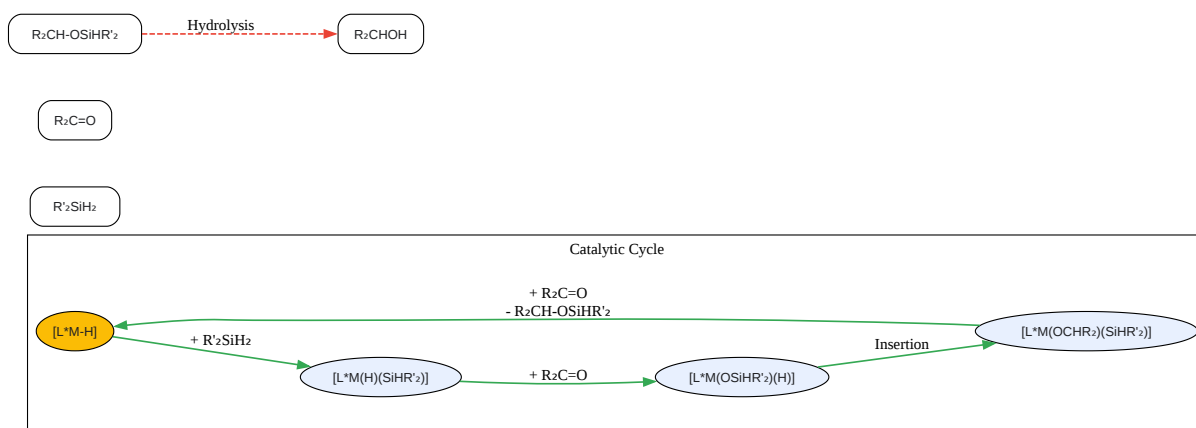 R₂CH-OSiHR'₂
Hydrolysis
R₂CHOH
R₂C=O
R'₂SiH₂
Catalytic Cycle
+ R₂C=O
- R₂CH-OSiHR'₂
[L*M-H]
+ R'₂SiH₂
[L*M(H)(SiHR'₂)]
+ R₂C=O
[L*M(OSiHR'₂)(H)]
Insertion
[L*M(OCHR₂)(SiHR'₂)]